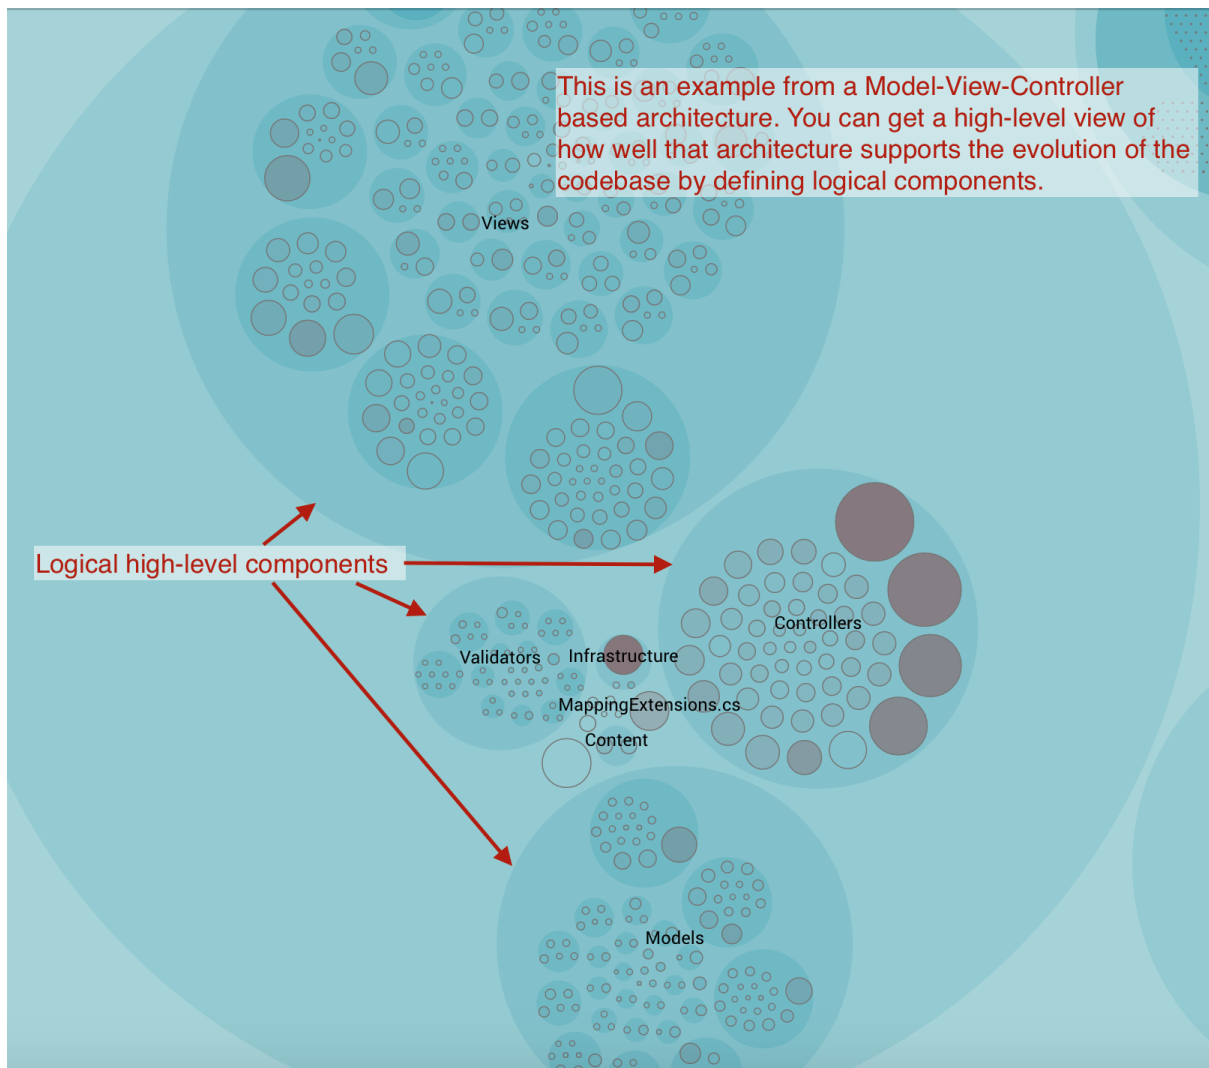 This is an example from a Model-View-Controller
based architecture. You can get a high-level view of
how well that architecture supports the evolution of the
codebase by defining logical components.
Views
Logical high-level components
Controllers
Validators
Infrastructure
MappingExtensions.cs
Content
Models